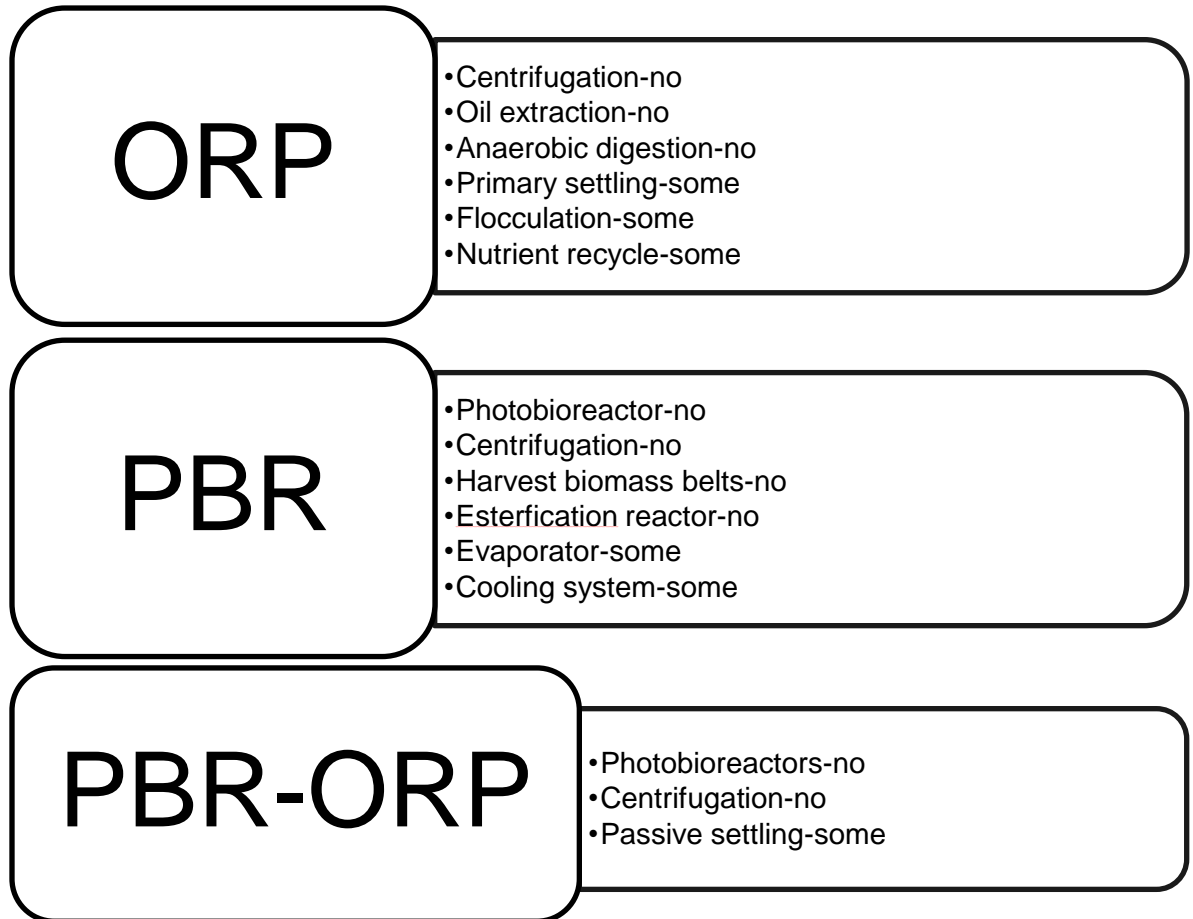 ORP
•Centrifugation-no
•Oil extraction-no
•Anaerobic digestion-no
•Primary settling-some
•Flocculation-some
•Nutrient recycle-some
PBR
•Photobioreactor-no
•Centrifugation-no
•Harvest biomass belts-no
•Esterfication reactor-no
•Evaporator-some
•Cooling system-some
PBR-ORP
•Photobioreactors-no
•Centrifugation-no
•Passive settling-some